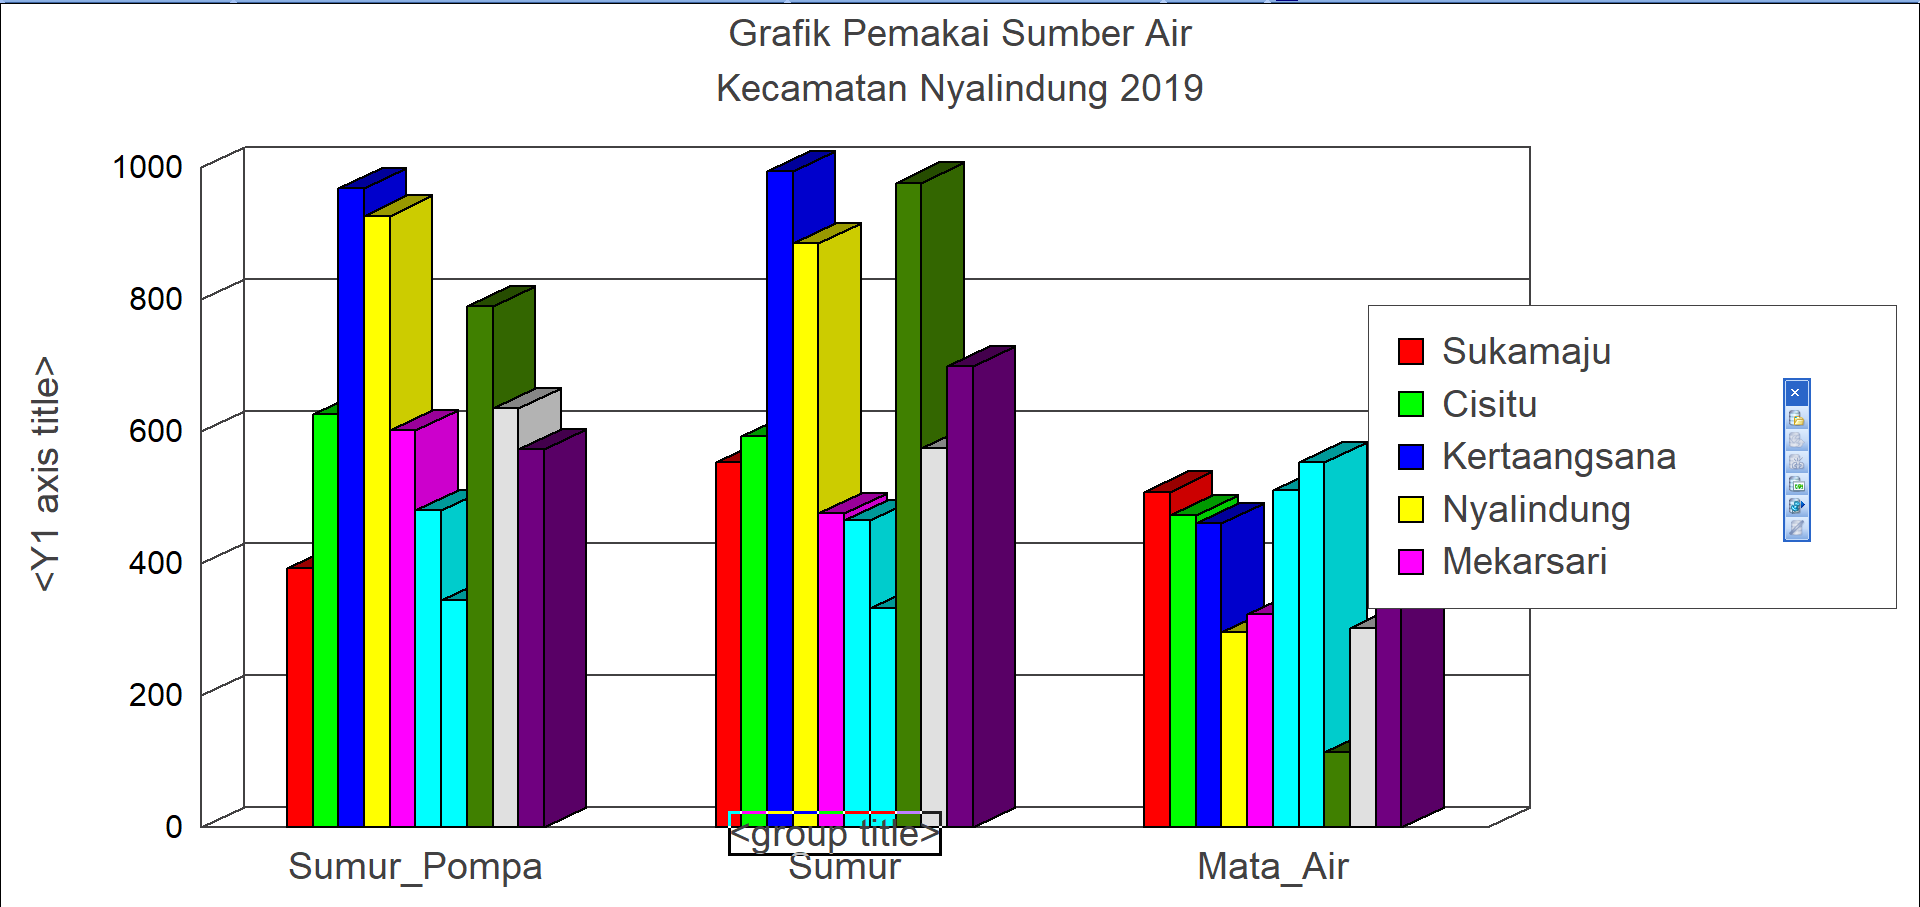 Grafik Pemakai Sumber Air
Kecamatan Nyalindung 2019
1000
800
600
400
200
0
<Y1 axis title>
Sukamaju
Cisitu
Kertaangsana
Nyalindung
Mekarsari
<group title>
Sumur_Pompa
Sumur
Mata_Air